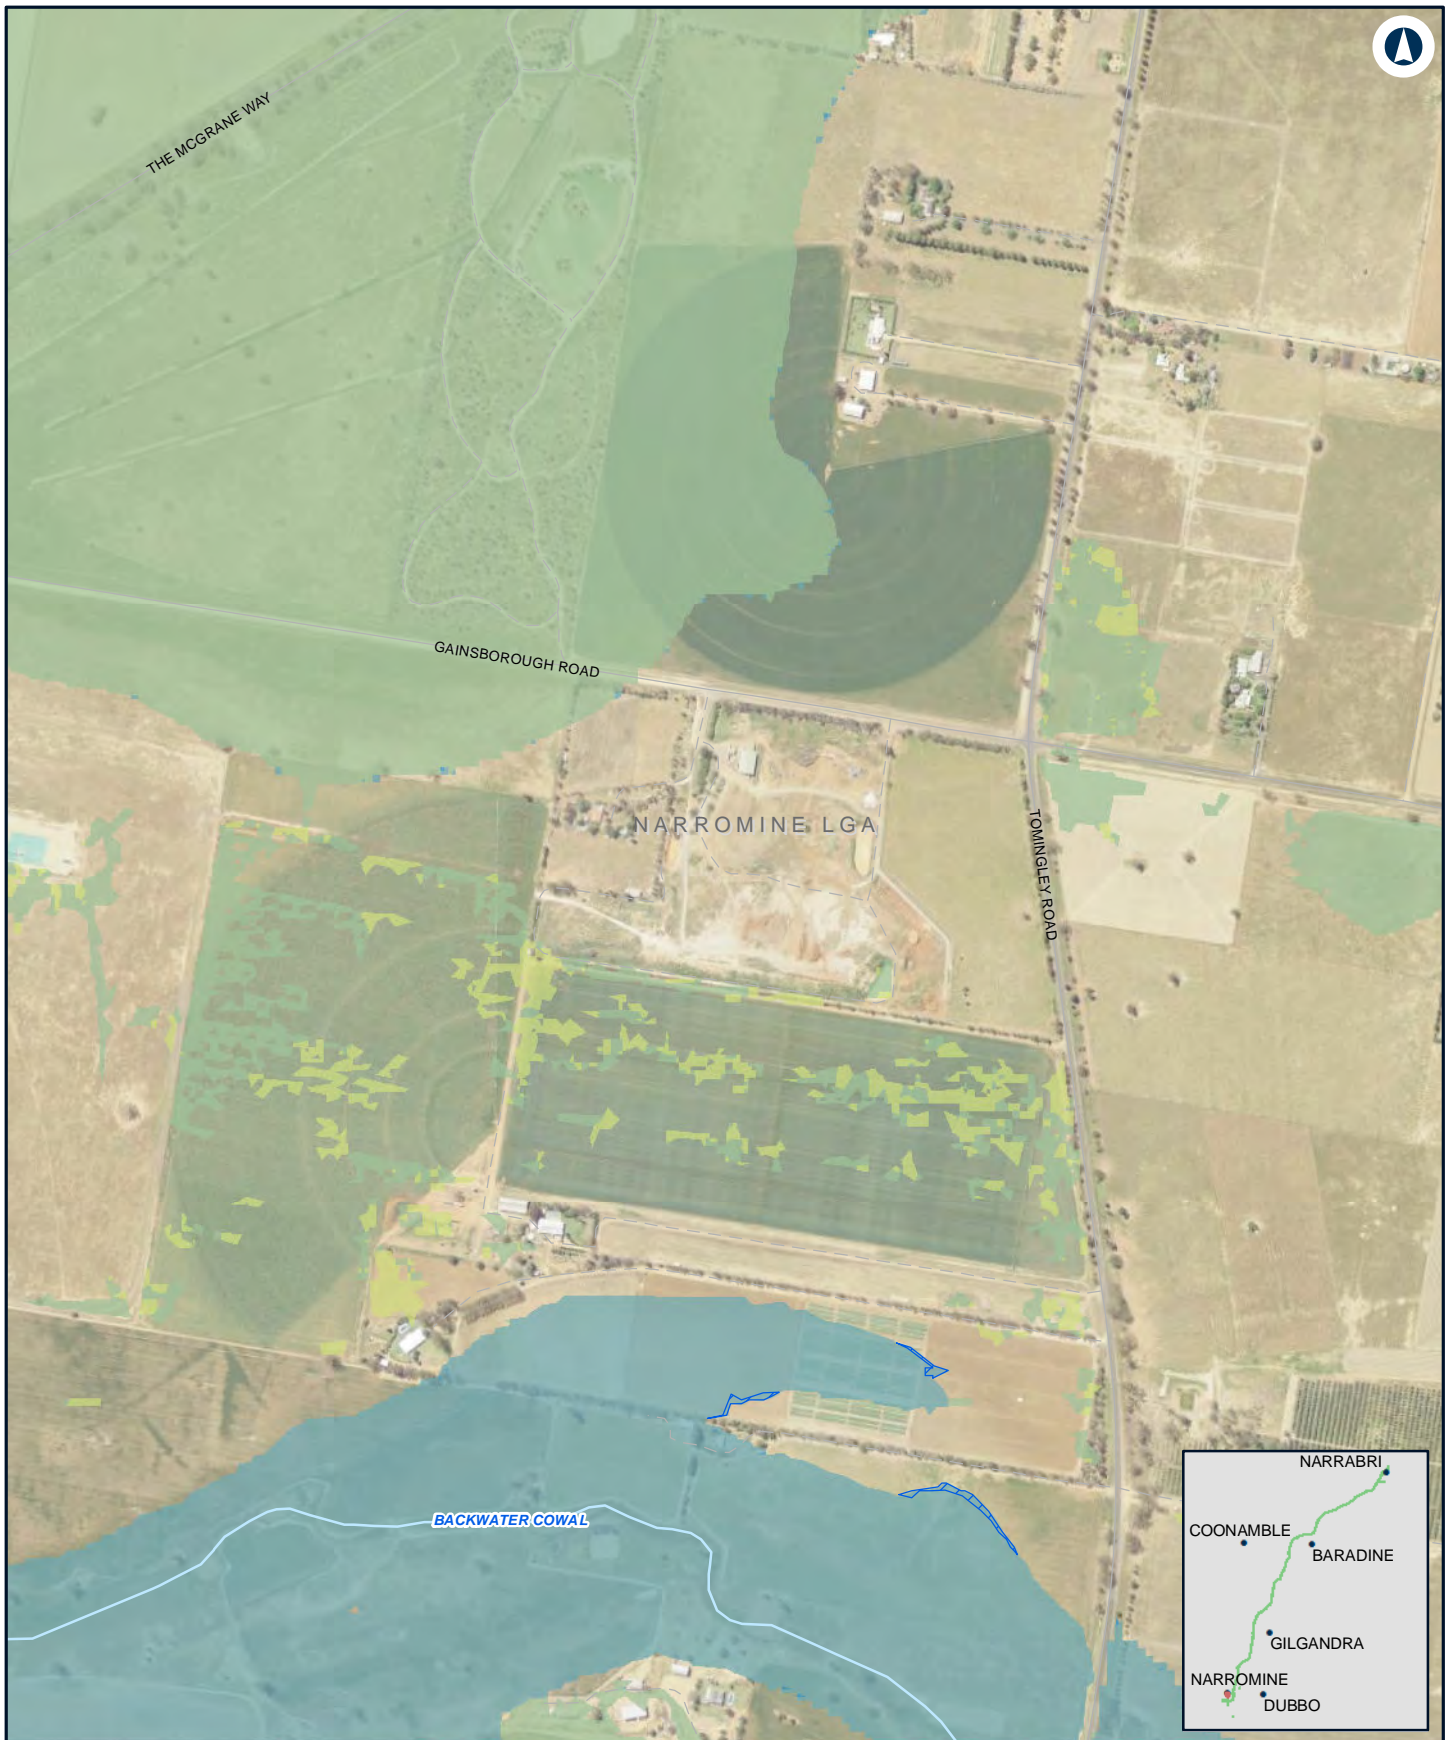 THE MCGRANE WAY
GAINSBOROUGH ROAD
NARROMINE LGA
TOMINGLEY ROAD
BACKWATER COWAL
NARRABRI
COONAMBLE
BARADINE
GILGANDRA
NARROMINE
DUBBO